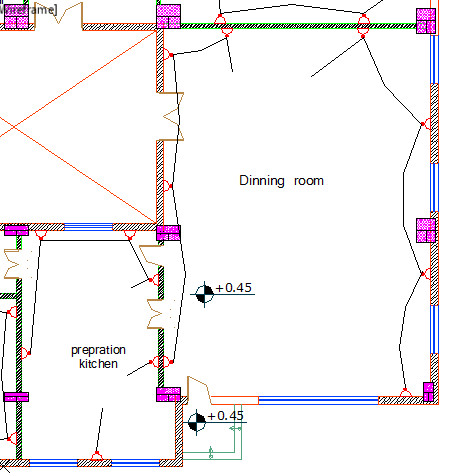 Wireframe]
Dinning room
+0.45
prepration
kitchen
+0.45